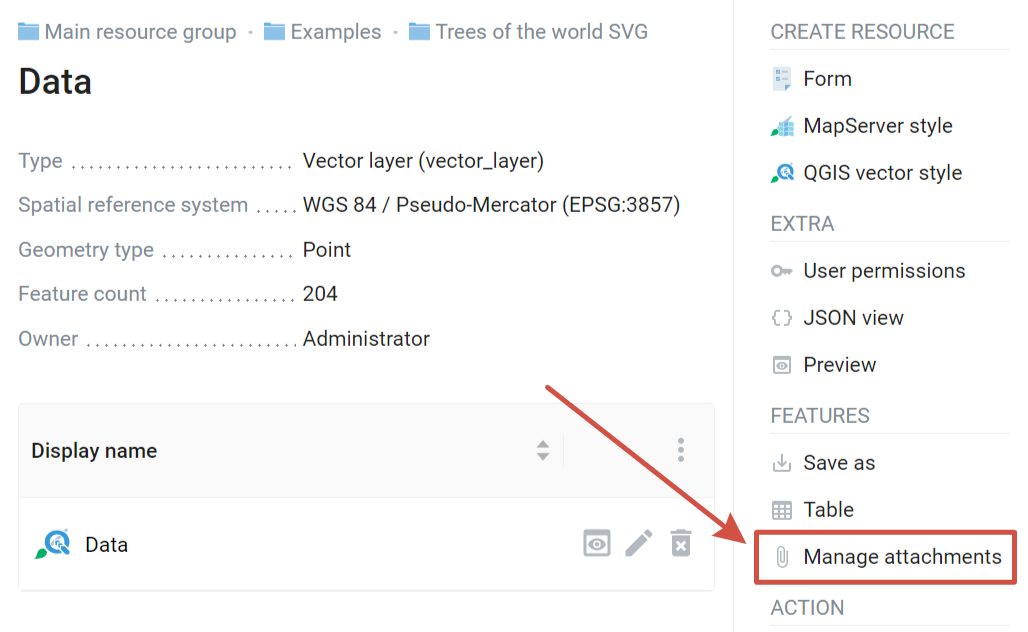 Main resource group • Examples • Trees of the world SVG
Data
Type ........................ Vector layer (vector_layer)
Spatial reference system ..... WGS 84 / Pseudo-Mercator (EPSG:3857)
Geometry type ............... Point
Feature count ................ 204
Owner ........................ Administrator
Display name
Data
CREATE RESOURCE
Form
MapServer style
QGIS vector style
EXTRA
User permissions
JSON view
Preview
FEATURES
Save as
Table
Manage attachments
ACTION